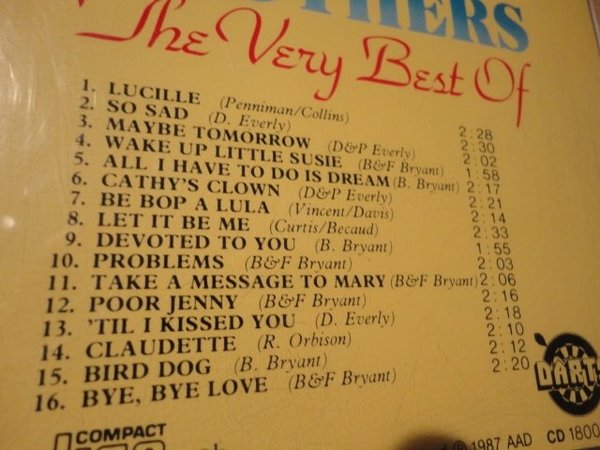 THERS
The Very Best Of
1. LUCILLE (Penniman/Collins) 2:28
2. SO SAD (D. Everly) 2:30
3. MAYBE TOMORROW (D&P Everly) 2:02
4. WAKE UP LITTLE SUSIE (B&F Bryant) 1:58
5. ALL I HAVE TO DO IS DREAM (B. Bryant) 2:17
6. CATHY'S CLOWN (D&P Everly) 2:21
7. BE BOP A LULA (Vincent/Davis) 2:14
8. LET IT BE ME (Curtis/Becaud) 2:33
9. DEVOTED TO YOU (B. Bryant) 1:55
10. PROBLEMS (B&F Bryant) 2:03
11. TAKE A MESSAGE TO MARY (B&F Bryant) 2:06
12. POOR JENNY (B&F Bryant) 2:16
13. 'TIL I KISSED YOU (D. Everly) 2:18
14. CLAUDETTE (R. Orbison) 2:10
15. BIRD DOG (B. Bryant) 2:12
16. BYE, BYE LOVE (B&F Bryant) 2:20
DART
COMPACT
℗ 1987 AAD CD 1800